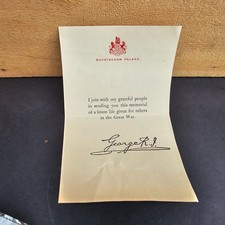 BUCKINGHAM PALACE
I join with my grateful people
in sending you this memorial
of a brave life given for others
in the Great War.
George R.I.